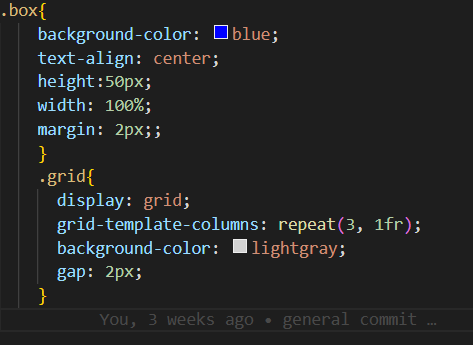 .box{
background-color: blue;
text-align: center;
height:50px;
width: 100%;
margin: 2px;;
}
.grid{
display: grid;
grid-template-columns: repeat(3, 1fr);
background-color: lightgray;
gap: 2px;
}
You, 3 weeks ago • general commit …